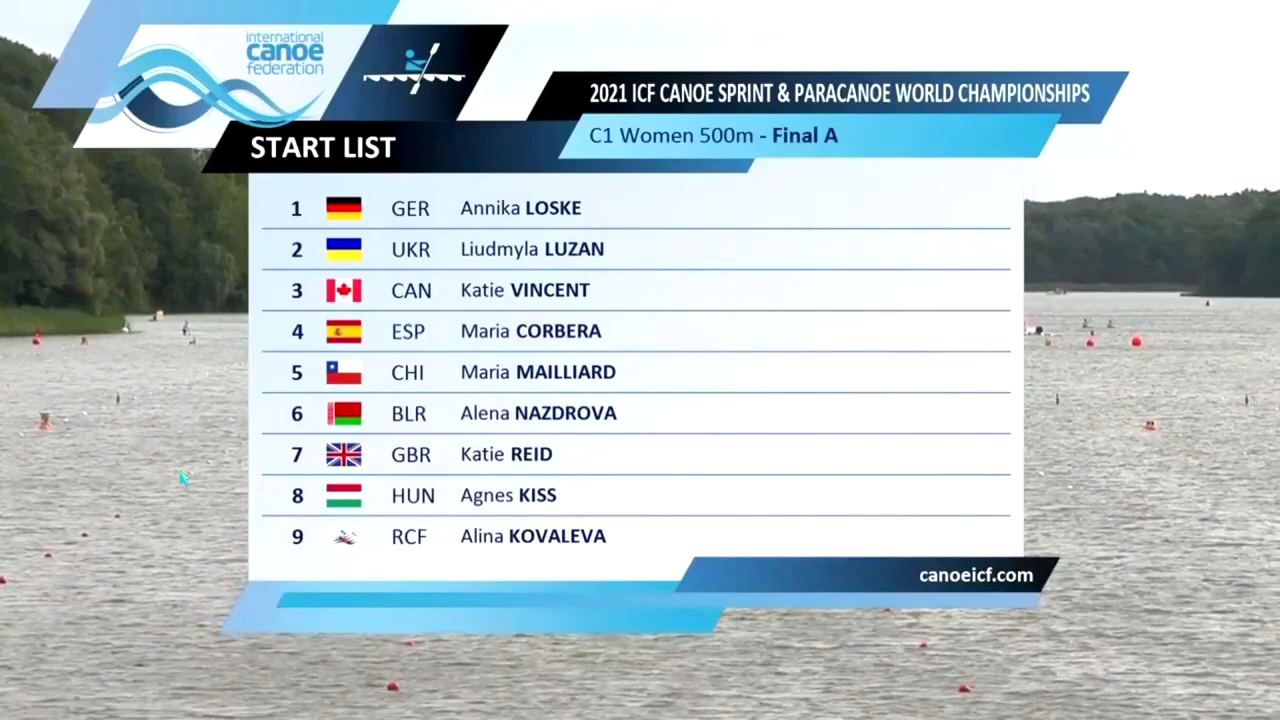 international
canoe
federation
2021 ICF CANOE SPRINT & PARACANOE WORLD CHAMPIONSHIPS
START LIST
C1 Women 500m - Final A
1 GER Annika LOSKE
2 UKR Liudmyla LUZAN
3 CAN Katie VINCENT
4 ESP Maria CORBERA
5 CHI Maria MAILLIARD
6 BLR Alena NAZDROVA
7 GBR Katie REID
8 HUN Agnes KISS
9 RCF Alina KOVALEVA
canoeicf.com